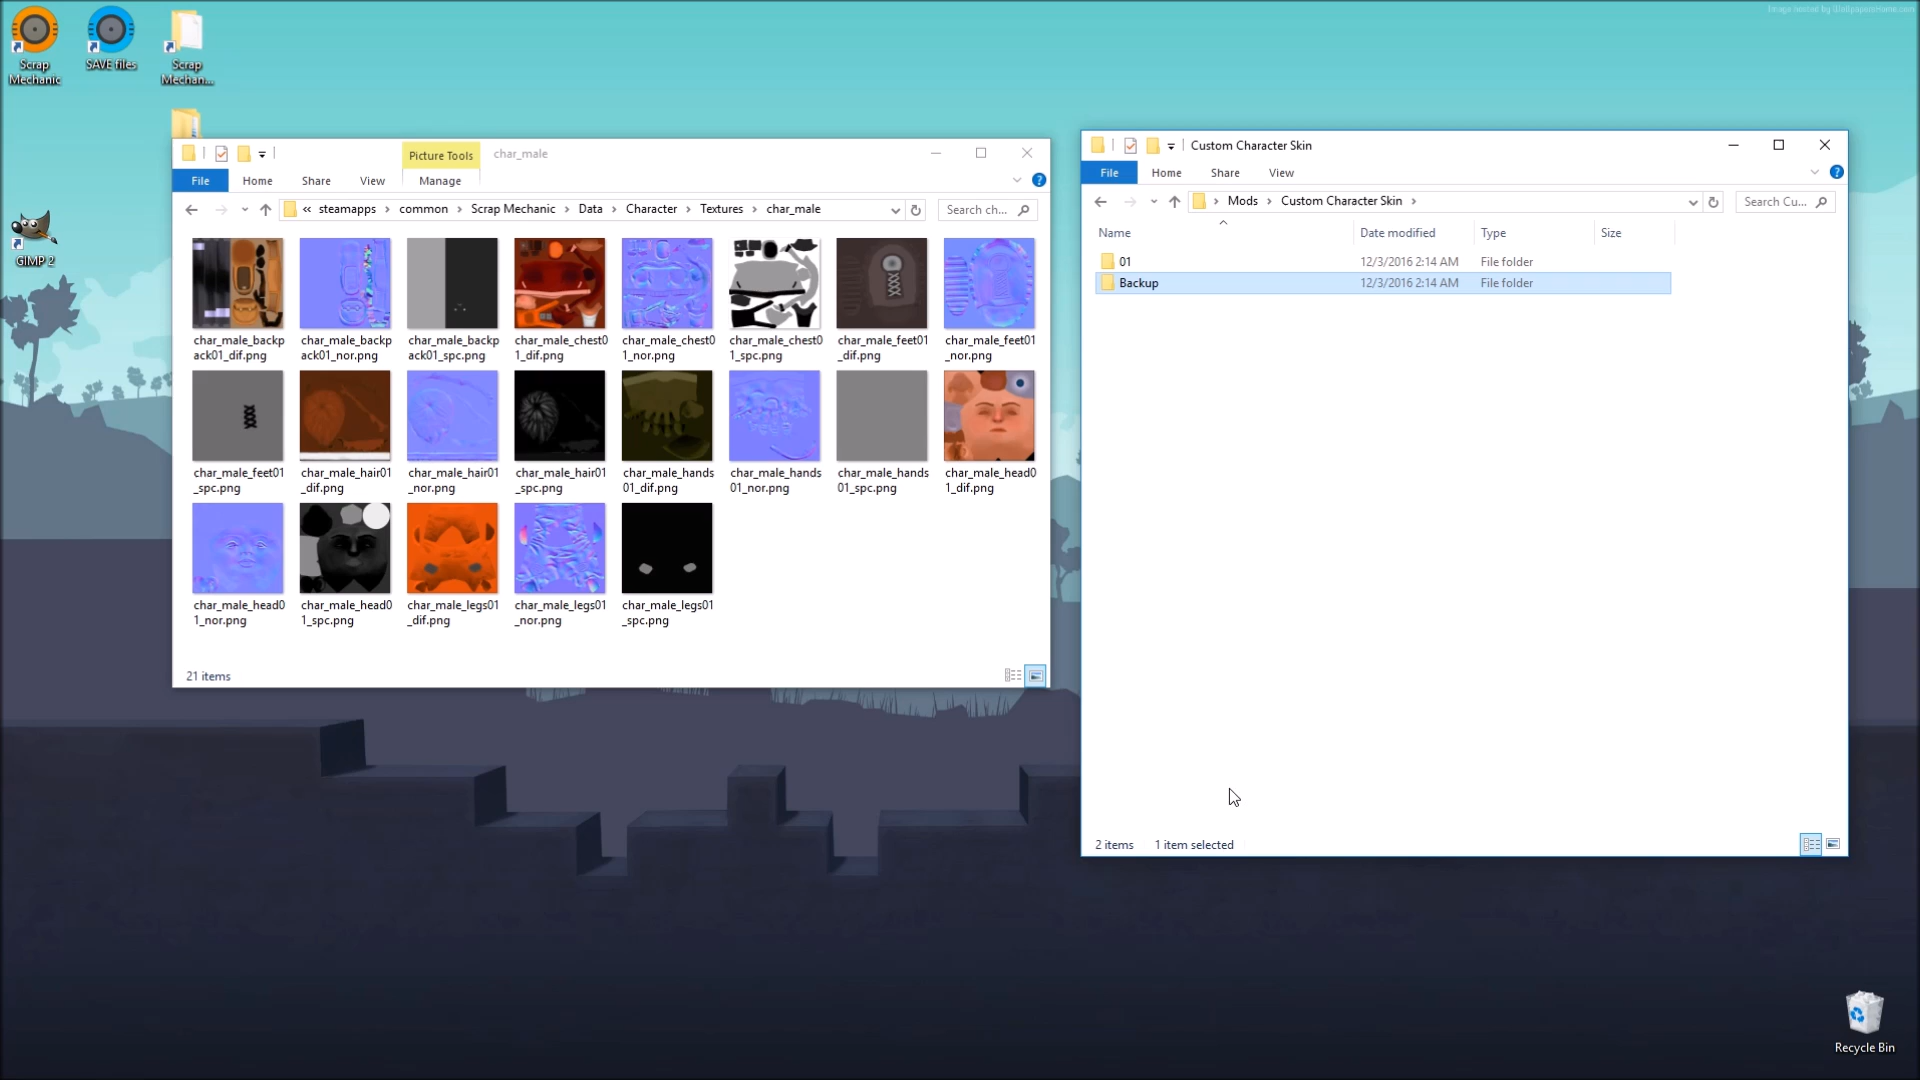 Image hosted by WallpapersHome.com
Scrap
Mechanic
SAVE files
Scrap
Mechan...
GIMP 2
Picture Tools
char_male
File
Home
Share
View
Manage
« steamapps › common › Scrap Mechanic › Data › Character › Textures › char_male
Search ch...
char_male_backp
ack01_dif.png
char_male_backp
ack01_nor.png
char_male_backp
ack01_spc.png
char_male_chest0
1_dif.png
char_male_chest0
1_nor.png
char_male_chest0
1_spc.png
char_male_feet01
_dif.png
char_male_feet01
_nor.png
char_male_feet01
_spc.png
char_male_hair01
_dif.png
char_male_hair01
_nor.png
char_male_hair01
_spc.png
char_male_hands
01_dif.png
char_male_hands
01_nor.png
char_male_hands
01_spc.png
char_male_head0
1_dif.png
char_male_head0
1_nor.png
char_male_head0
1_spc.png
char_male_legs01
_dif.png
char_male_legs01
_nor.png
char_male_legs01
_spc.png
21 items
Custom Character Skin
File
Home
Share
View
› Mods › Custom Character Skin ›
Search Cu...
Name
Date modified
Type
Size
01
12/3/2016 2:14 AM
File folder
Backup
12/3/2016 2:14 AM
File folder
2 items
1 item selected
Recycle Bin